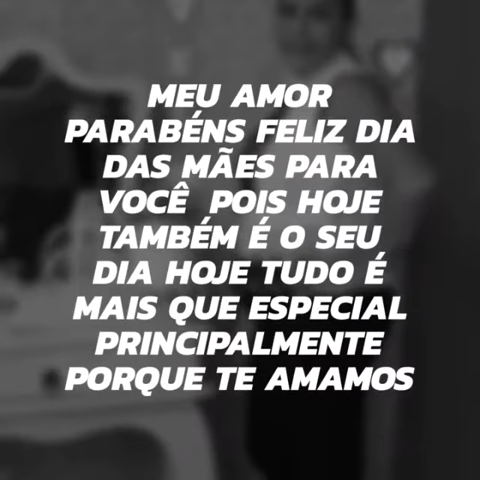 MEU AMOR
PARABÉNS FELIZ DIA
DAS MÃES PARA
VOCÊ  POIS HOJE
TAMBÉM É O SEU
DIA HOJE TUDO É
MAIS QUE ESPECIAL
PRINCIPALMENTE
PORQUE TE AMAMOS